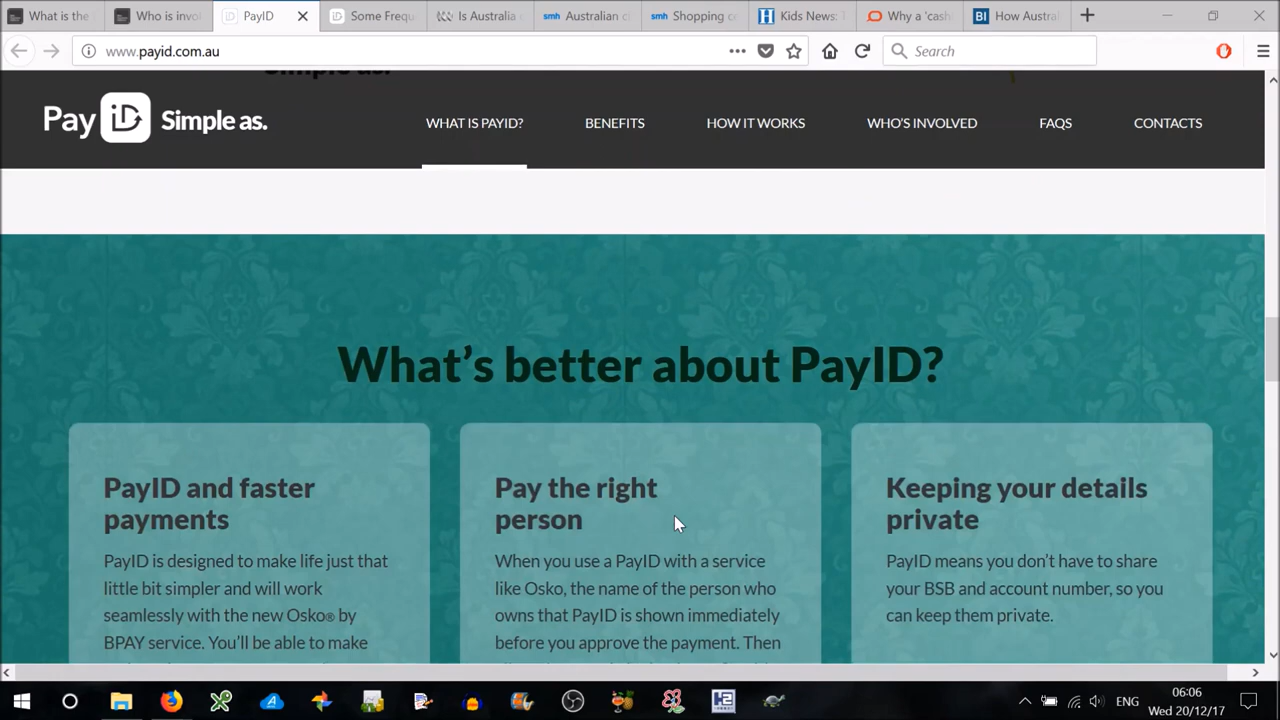 What is the
Who is invo
PayID
Some Frequ
Is Australia
smh Australian c
smh Shopping ce
H Kids News: T
Why a 'cash
BI How Austral
www.payid.com.au
Search
Simple as.
Pay iD Simple as.
WHAT IS PAYID?
BENEFITS
HOW IT WORKS
WHO'S INVOLVED
FAQS
CONTACTS
What's better about PayID?
PayID and faster
payments
PayID is designed to make life just that
little bit simpler and will work
seamlessly with the new Osko® by
BPAY service. You'll be able to make
Pay the right
person
When you use a PayID with a service
like Osko, the name of the person who
owns that PayID is shown immediately
before you approve the payment. Then
Keeping your details
private
PayID means you don't have to share
your BSB and account number, so you
can keep them private.
ENG
06:06
Wed 20/12/17